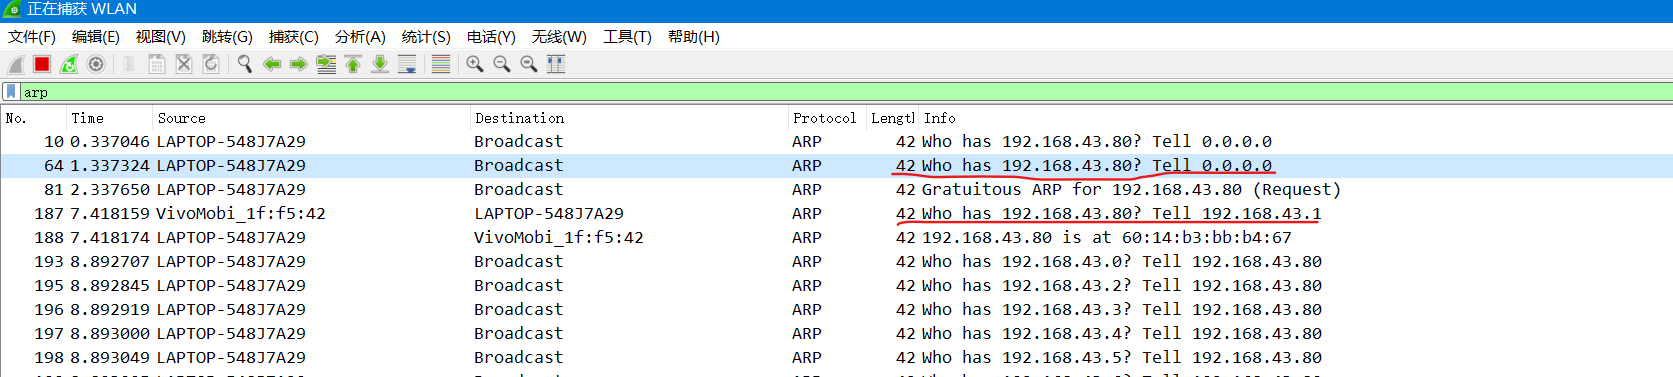 正在捕获 WLAN
文件(F) 编辑(E) 视图(V) 跳转(G) 捕获(C) 分析(A) 统计(S) 电话(Y) 无线(W) 工具(T) 帮助(H)
arp
No. Time Source Destination Protocol Lengtl Info
10 0.337046 LAPTOP-548J7A29 Broadcast ARP 42 Who has 192.168.43.80? Tell 0.0.0.0
64 1.337324 LAPTOP-548J7A29 Broadcast ARP 42 Who has 192.168.43.80? Tell 0.0.0.0
81 2.337650 LAPTOP-548J7A29 Broadcast ARP 42 Gratuitous ARP for 192.168.43.80 (Request)
187 7.418159 VivoMobi_1f:f5:42 LAPTOP-548J7A29 ARP 42 Who has 192.168.43.80? Tell 192.168.43.1
188 7.418174 LAPTOP-548J7A29 VivoMobi_1f:f5:42 ARP 42 192.168.43.80 is at 60:14:b3:bb:b4:67
193 8.892707 LAPTOP-548J7A29 Broadcast ARP 42 Who has 192.168.43.0? Tell 192.168.43.80
195 8.892845 LAPTOP-548J7A29 Broadcast ARP 42 Who has 192.168.43.2? Tell 192.168.43.80
196 8.892919 LAPTOP-548J7A29 Broadcast ARP 42 Who has 192.168.43.3? Tell 192.168.43.80
197 8.893000 LAPTOP-548J7A29 Broadcast ARP 42 Who has 192.168.43.4? Tell 192.168.43.80
198 8.893049 LAPTOP-548J7A29 Broadcast ARP 42 Who has 192.168.43.5? Tell 192.168.43.80